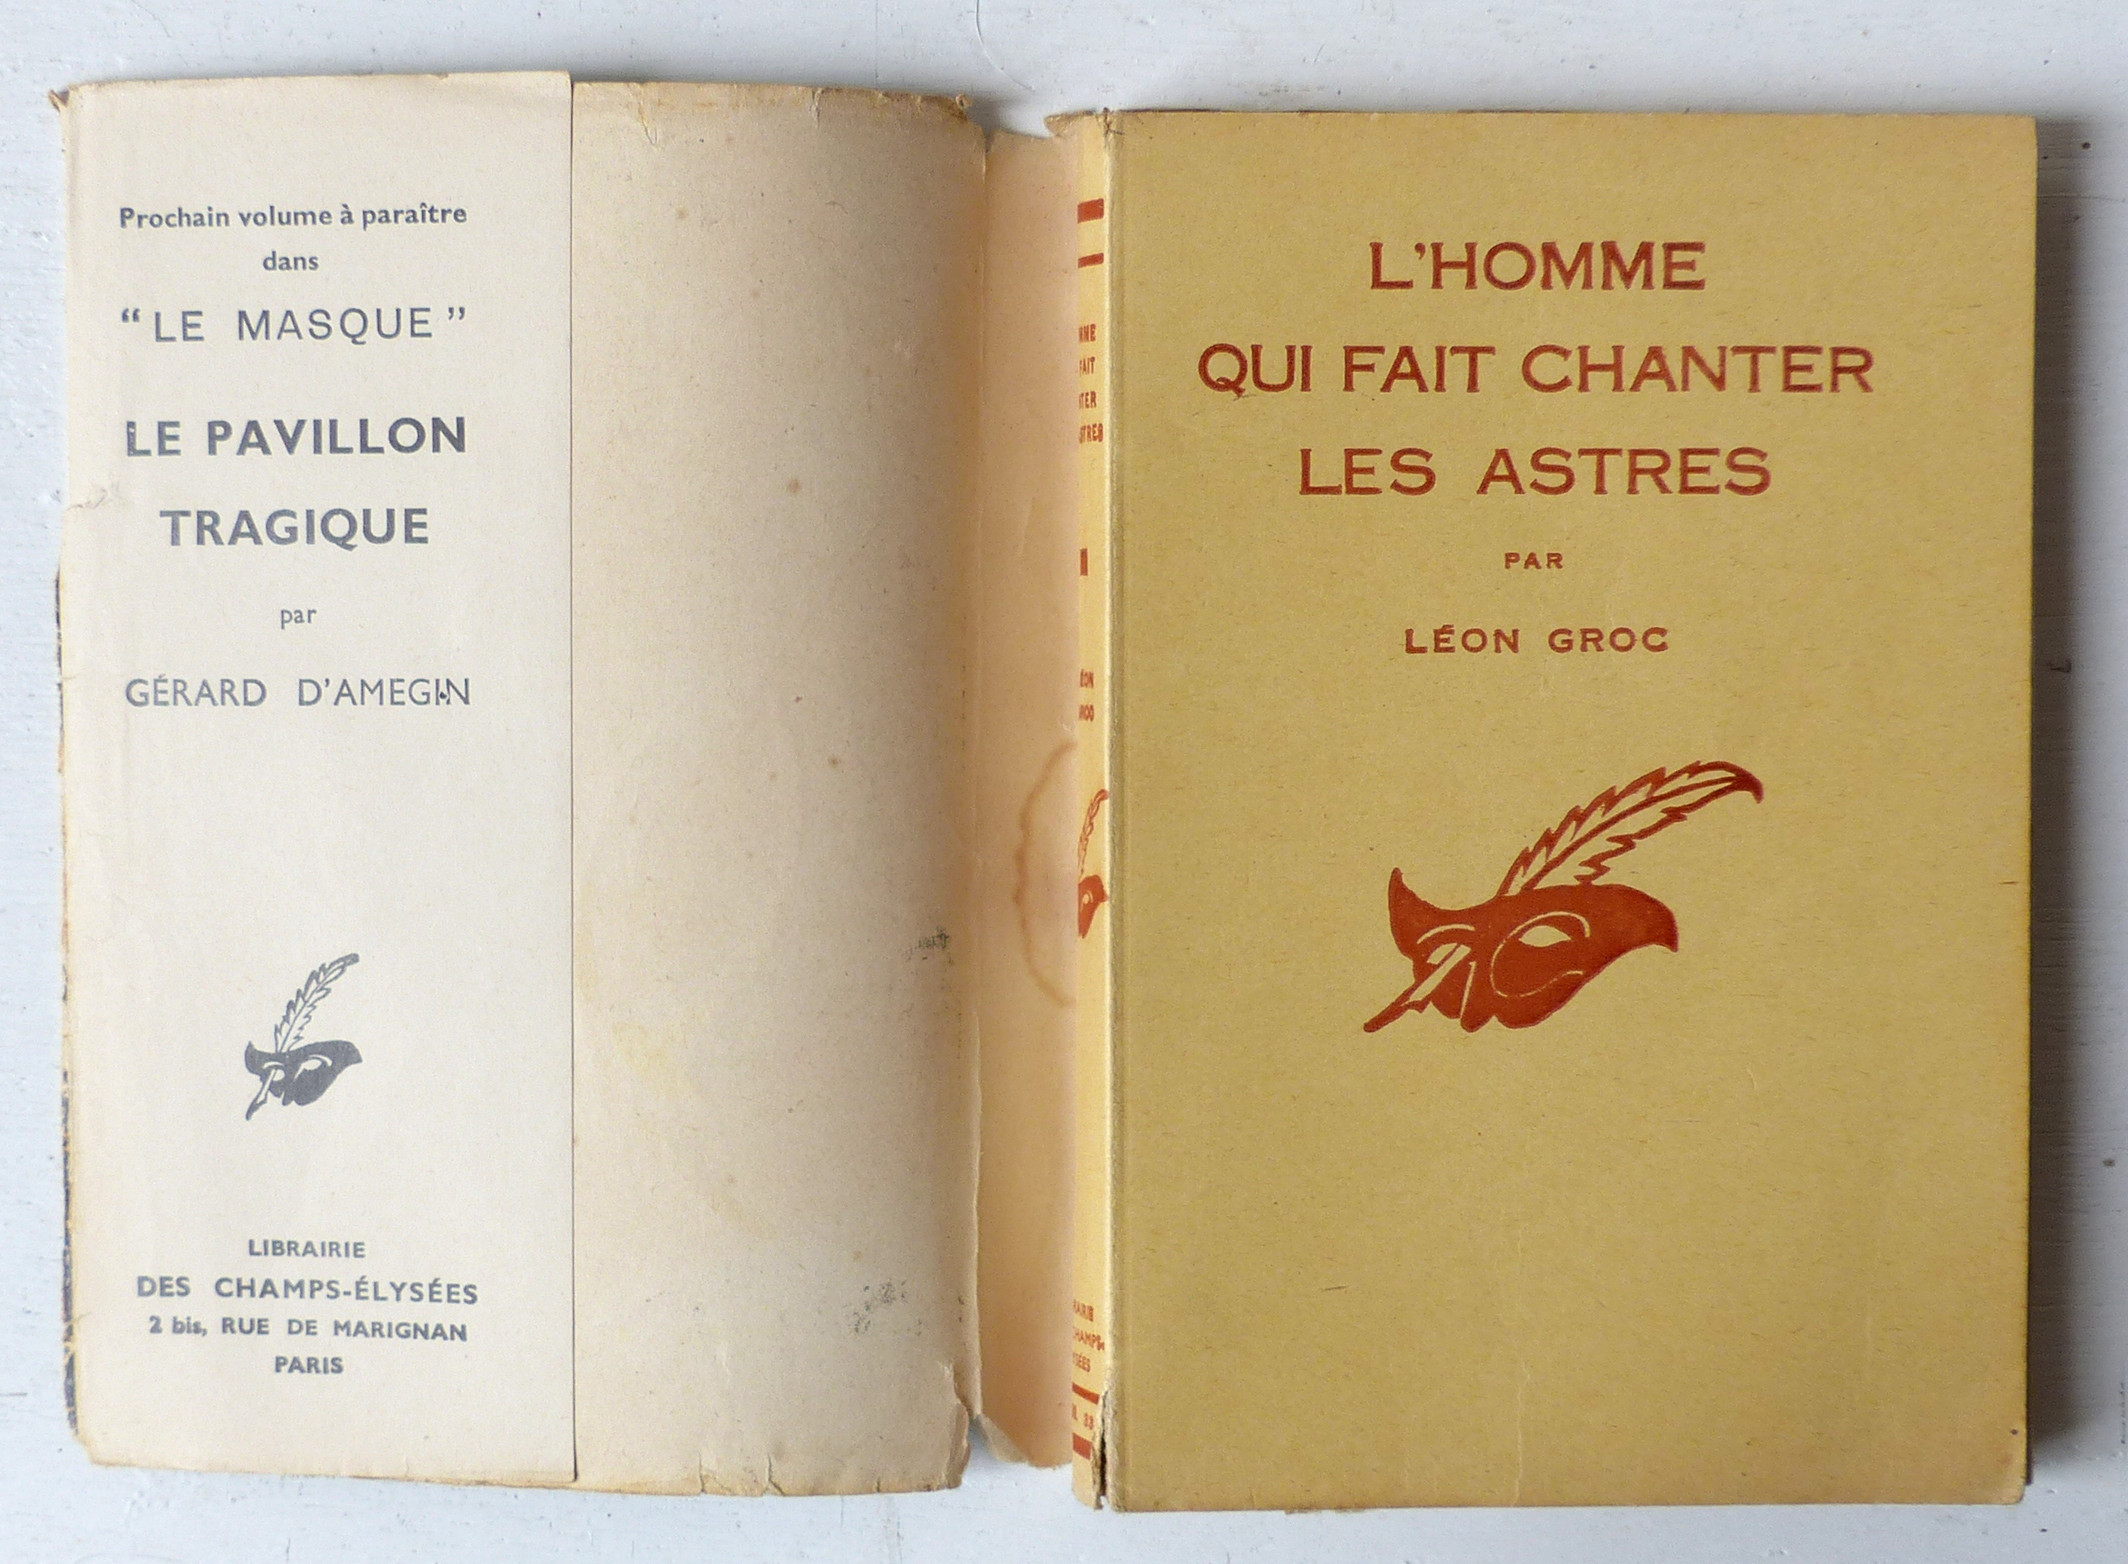 Prochain volume à paraître
dans
“LE MASQUE”
LE PAVILLON
TRAGIQUE
par
GÉRARD D'AMEGIN
LIBRAIRIE
DES CHAMPS-ÉLYSÉES
2 bis, RUE DE MARIGNAN
PARIS
L'HOMME
QUI FAIT CHANTER
LES ASTRES
PAR
LÉON GROC